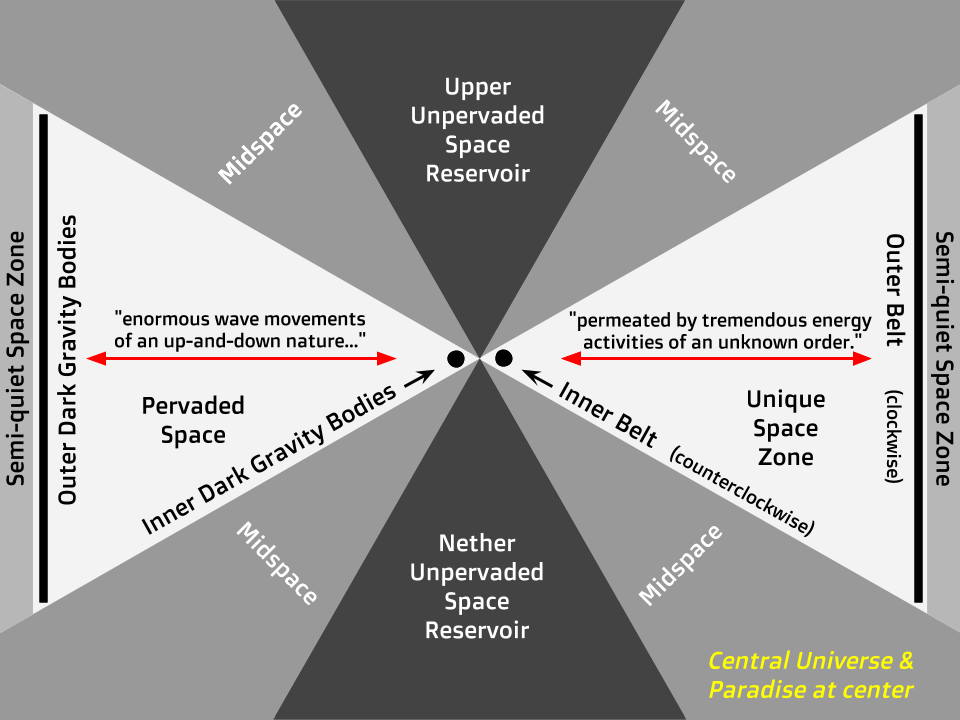 Upper
Unpervaded
Space
Reservoir
Midspace
Midspace
Semi-quiet Space Zone
Outer Dark Gravity Bodies
"enormous wave movements
of an up-and-down nature..."
Pervaded
Space
Inner Dark Gravity Bodies
"permeated by tremendous energy
activities of an unknown order."
Unique
Space
Zone
Inner Belt (counterclockwise)
Outer Belt (clockwise)
Semi-quiet Space Zone
Midspace
Midspace
Nether
Unpervaded
Space
Reservoir
Central Universe &
Paradise at center